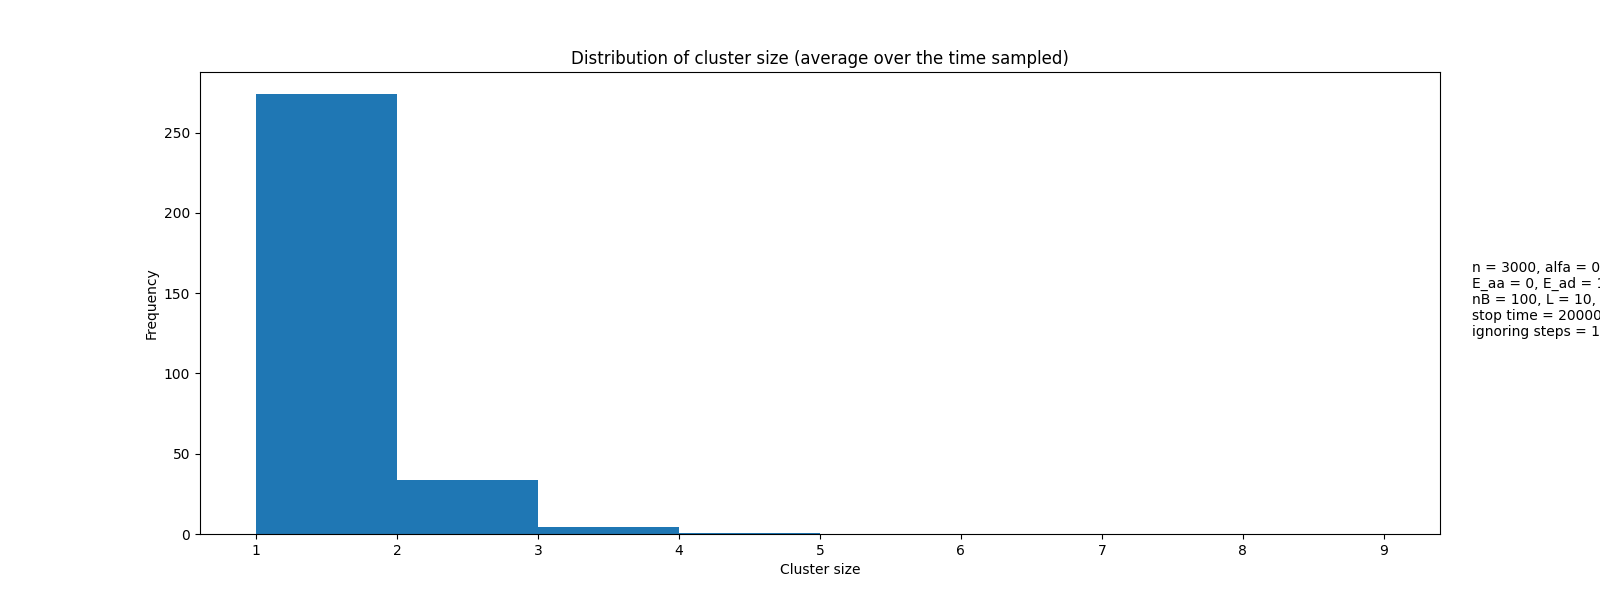 Distribution of cluster size (average over the time sampled)
Frequency
250
200
150
100
50
0
1 2 3 4 5 6 7 8 9
Cluster size
n = 3000, alfa = 0
E_aa = 0, E_ad = 1
nB = 100, L = 10,
stop time = 20000
ignoring steps = 1